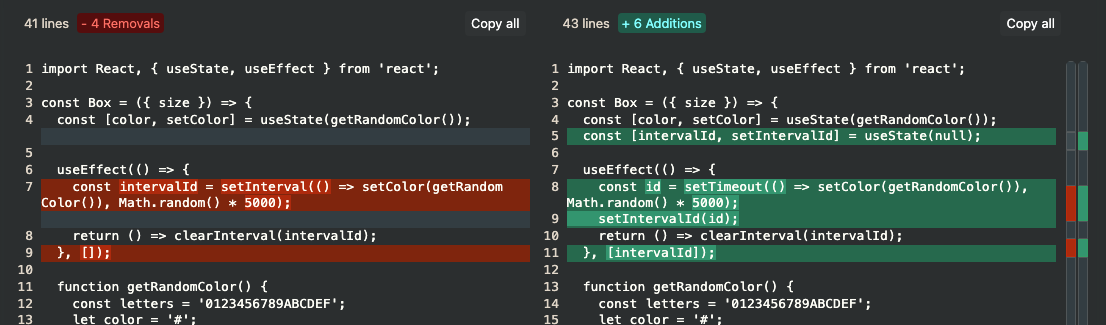 41 lines - 4 Removals Copy all
1 import React, { useState, useEffect } from 'react';
2
3 const Box = ({ size }) => {
4 const [color, setColor] = useState(getRandomColor());
5
6 useEffect(() => {
7 const intervalId = setInterval(() => setColor(getRandom
Color()), Math.random() * 5000);
8 return () => clearInterval(intervalId);
9 }, []);
10
11 function getRandomColor() {
12 const letters = '0123456789ABCDEF';
13 let color = '#';
43 lines + 6 Additions Copy all
1 import React, { useState, useEffect } from 'react';
2
3 const Box = ({ size }) => {
4 const [color, setColor] = useState(getRandomColor());
5 const [intervalId, setIntervalId] = useState(null);
6
7 useEffect(() => {
8 const id = setTimeout(() => setColor(getRandomColor()),
Math.random() * 5000);
9 setIntervalId(id);
10 return () => clearInterval(intervalId);
11 }, [intervalId]);
12
13 function getRandomColor() {
14 const letters = '0123456789ABCDEF';
15 let color = '#';